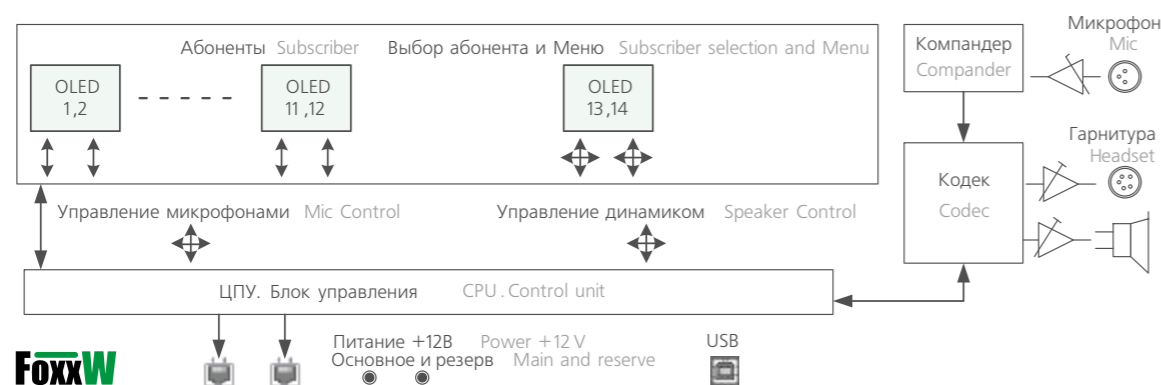 Абоненты Subscriber Выбор абонента и Меню Subscriber selection and Menu
OLED
1,2
OLED
11 ,12
OLED
13,14
Управление микрофонами Mic Control
Управление динамиком Speaker Control
ЦПУ. Блок управления CPU . Control unit
Компандер
Compander
Микрофон
Mic
Кодек
Codec
Гарнитура
Headset
FoxxW
Питание +12В Power +12 V
Основное и резерв Main and reserve
USB